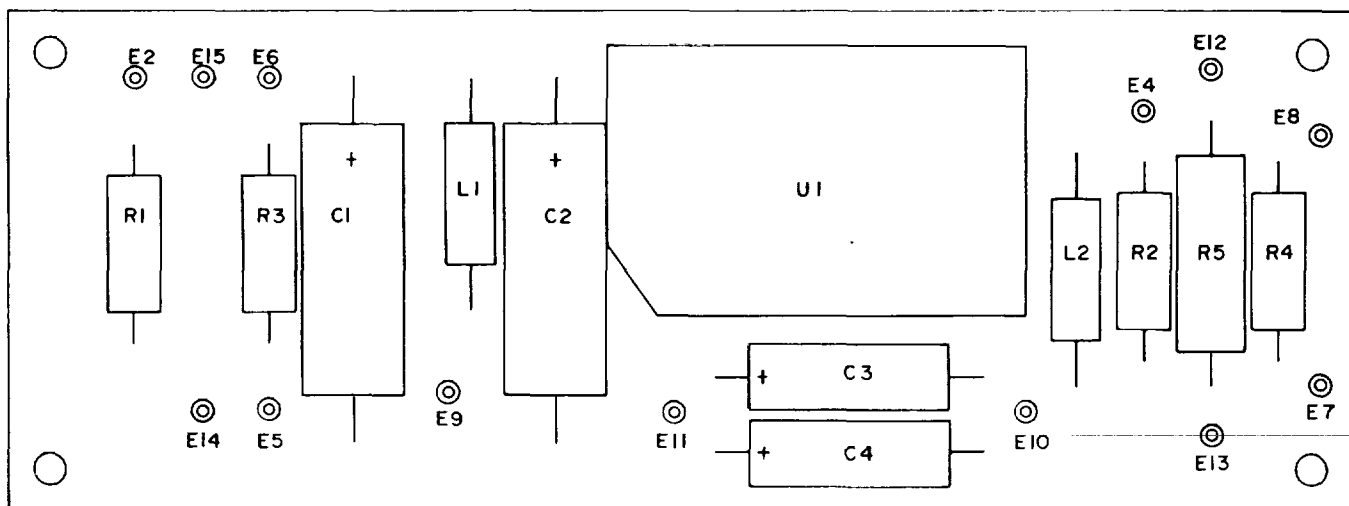 E2 E15 E6 E12
E4 E8
+ + L1 U1
R1 R3 C1 C2
L2 R2 R5 R4
+ C3
E9 E7
E14 E5 E11 E10
+ C4 E13